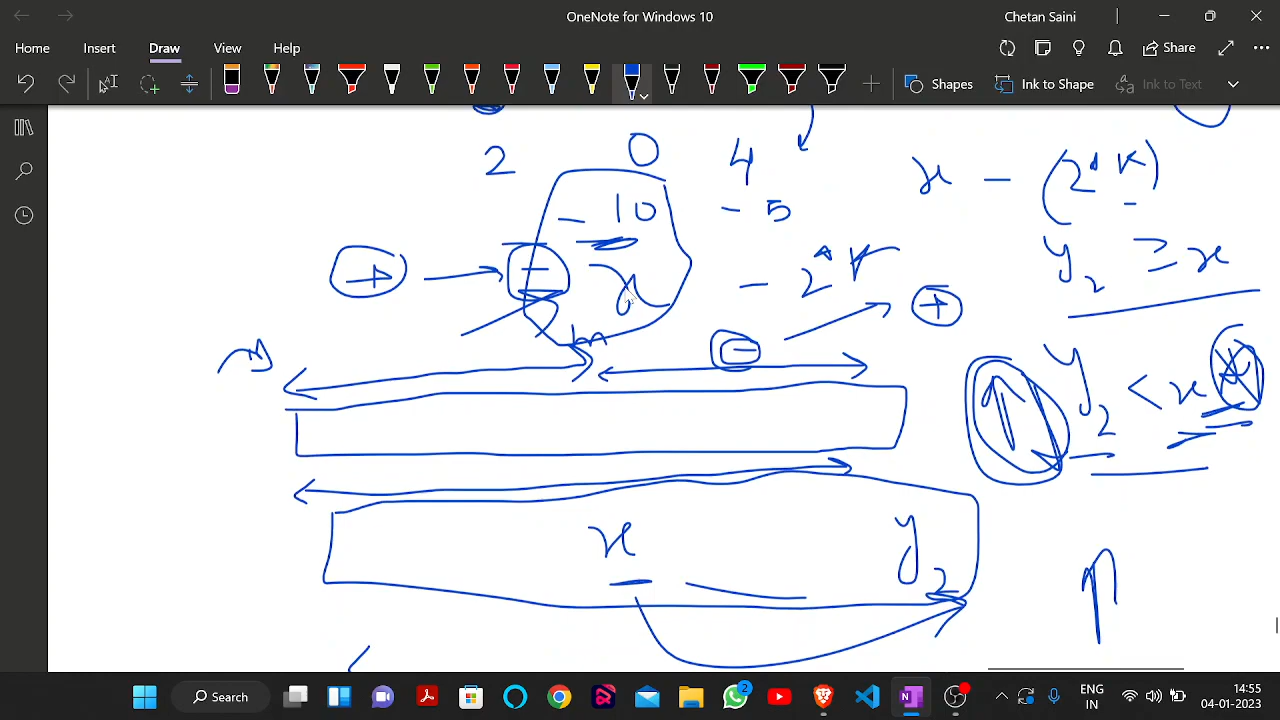 OneNote for Windows 10
Chetan Saini
Home Insert Draw View Help
Share
Shapes
Ink to Shape
Ink to Text
2 0 4
- 10 - 5
x - (2*K)
+ - x - 2*K
y2 ≥ x
+
m
-
y2 < x
x y2
Search
2
ENG
IN
14:55
04-01-2023